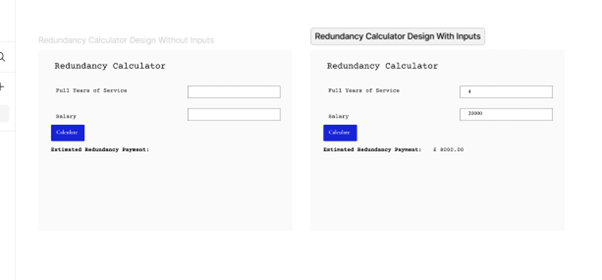 Redundancy Calculator Design Without Inputs
Redundancy Calculator
Full Years of Service
Salary
Calculate
Estimated Redundancy Payment:
Redundancy Calculator Design With Inputs
Redundancy Calculator
Full Years of Service
Salary
20000
Calculate
Estimated Redundancy Payment: £ 8000.00